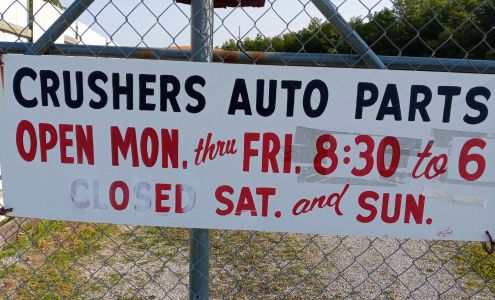 CRUSHERS AUTO PARTS
OPEN MON. thru FRI. 8:30 to 6
CLOSED SAT. and SUN.